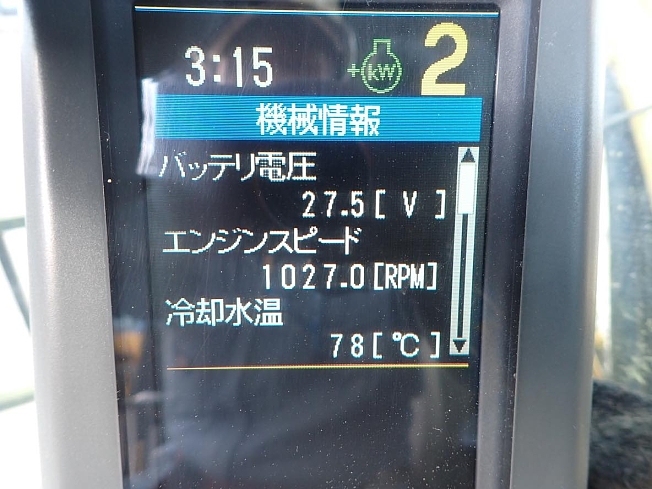 3:15 +kW 2
機械情報
バッテリ電圧
27.5[ V ]
エンジンスピード
1027.0[RPM]
冷却水温
78[ ℃ ]